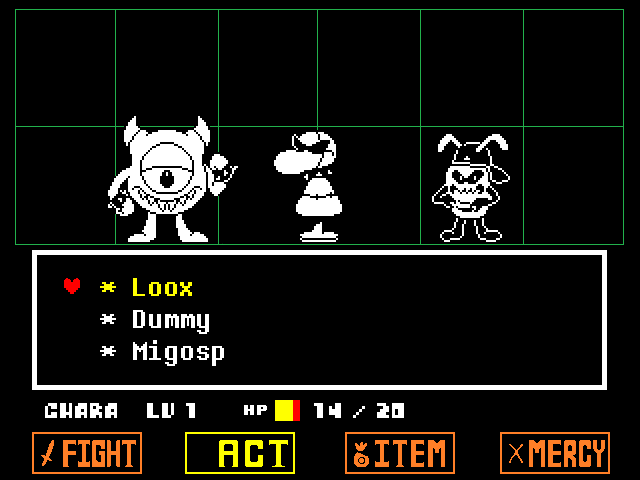 * Loox
* Dummy
* Migosp
CHARA LV 1 HP 14 / 20
FIGHT ACT ITEM MERCY